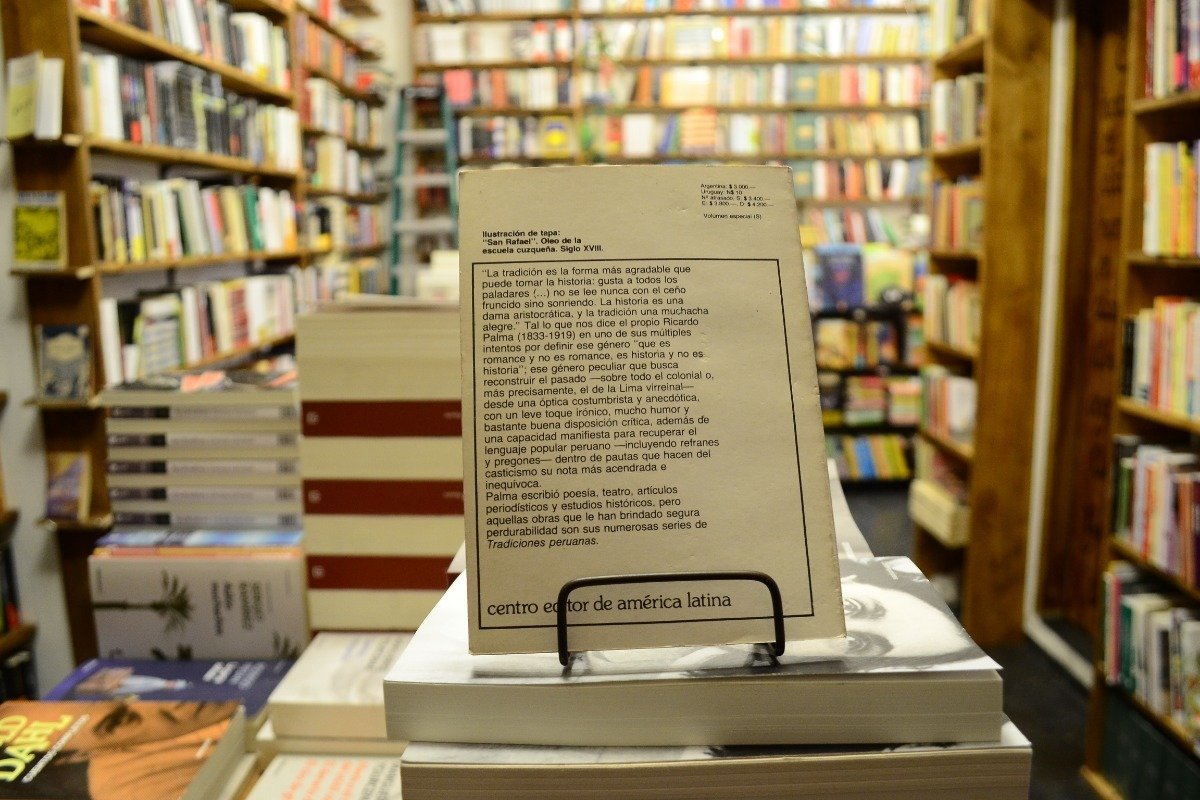 Argentina: $ 3.000.—
Uruguay: N$ 10
Nº atrasado: S: $ 3.400.—
E: $ 3.800.—. D: $ 4.200.—
Volumen especial (S)
Ilustración de tapa:
"San Rafael". Oleo de la
escuela cuzqueña. Siglo XVIII.
"La tradición es la forma más agradable que
puede tomar la historia: gusta a todos los
paladares (...) no se lee nunca con el ceño
fruncido sino sonriendo. La historia es una
dama aristocrática, y la tradición una muchacha
alegre." Tal lo que nos dice el propio Ricardo
Palma (1833-1919) en uno de sus múltiples
intentos por definir ese género "que es
romance y no es romance, es historia y no es
historia"; ese género peculiar que busca
reconstruir el pasado —sobre todo el colonial o,
más precisamente, el de la Lima virreinal—
desde una óptica costumbrista y anecdótica,
con un leve toque irónico, mucho humor y
bastante buena disposición crítica, además de
una capacidad manifiesta para recuperar el
lenguaje popular peruano —incluyendo refranes
y pregones— dentro de pautas que hacen del
casticismo su nota más acendrada e
inequívoca.
Palma escribió poesía, teatro, artículos
periodísticos y estudios históricos, pero
aquellas obras que le han brindado segura
perdurabilidad son sus numerosas series de
Tradiciones peruanas.
centro editor de américa latina
DAHL